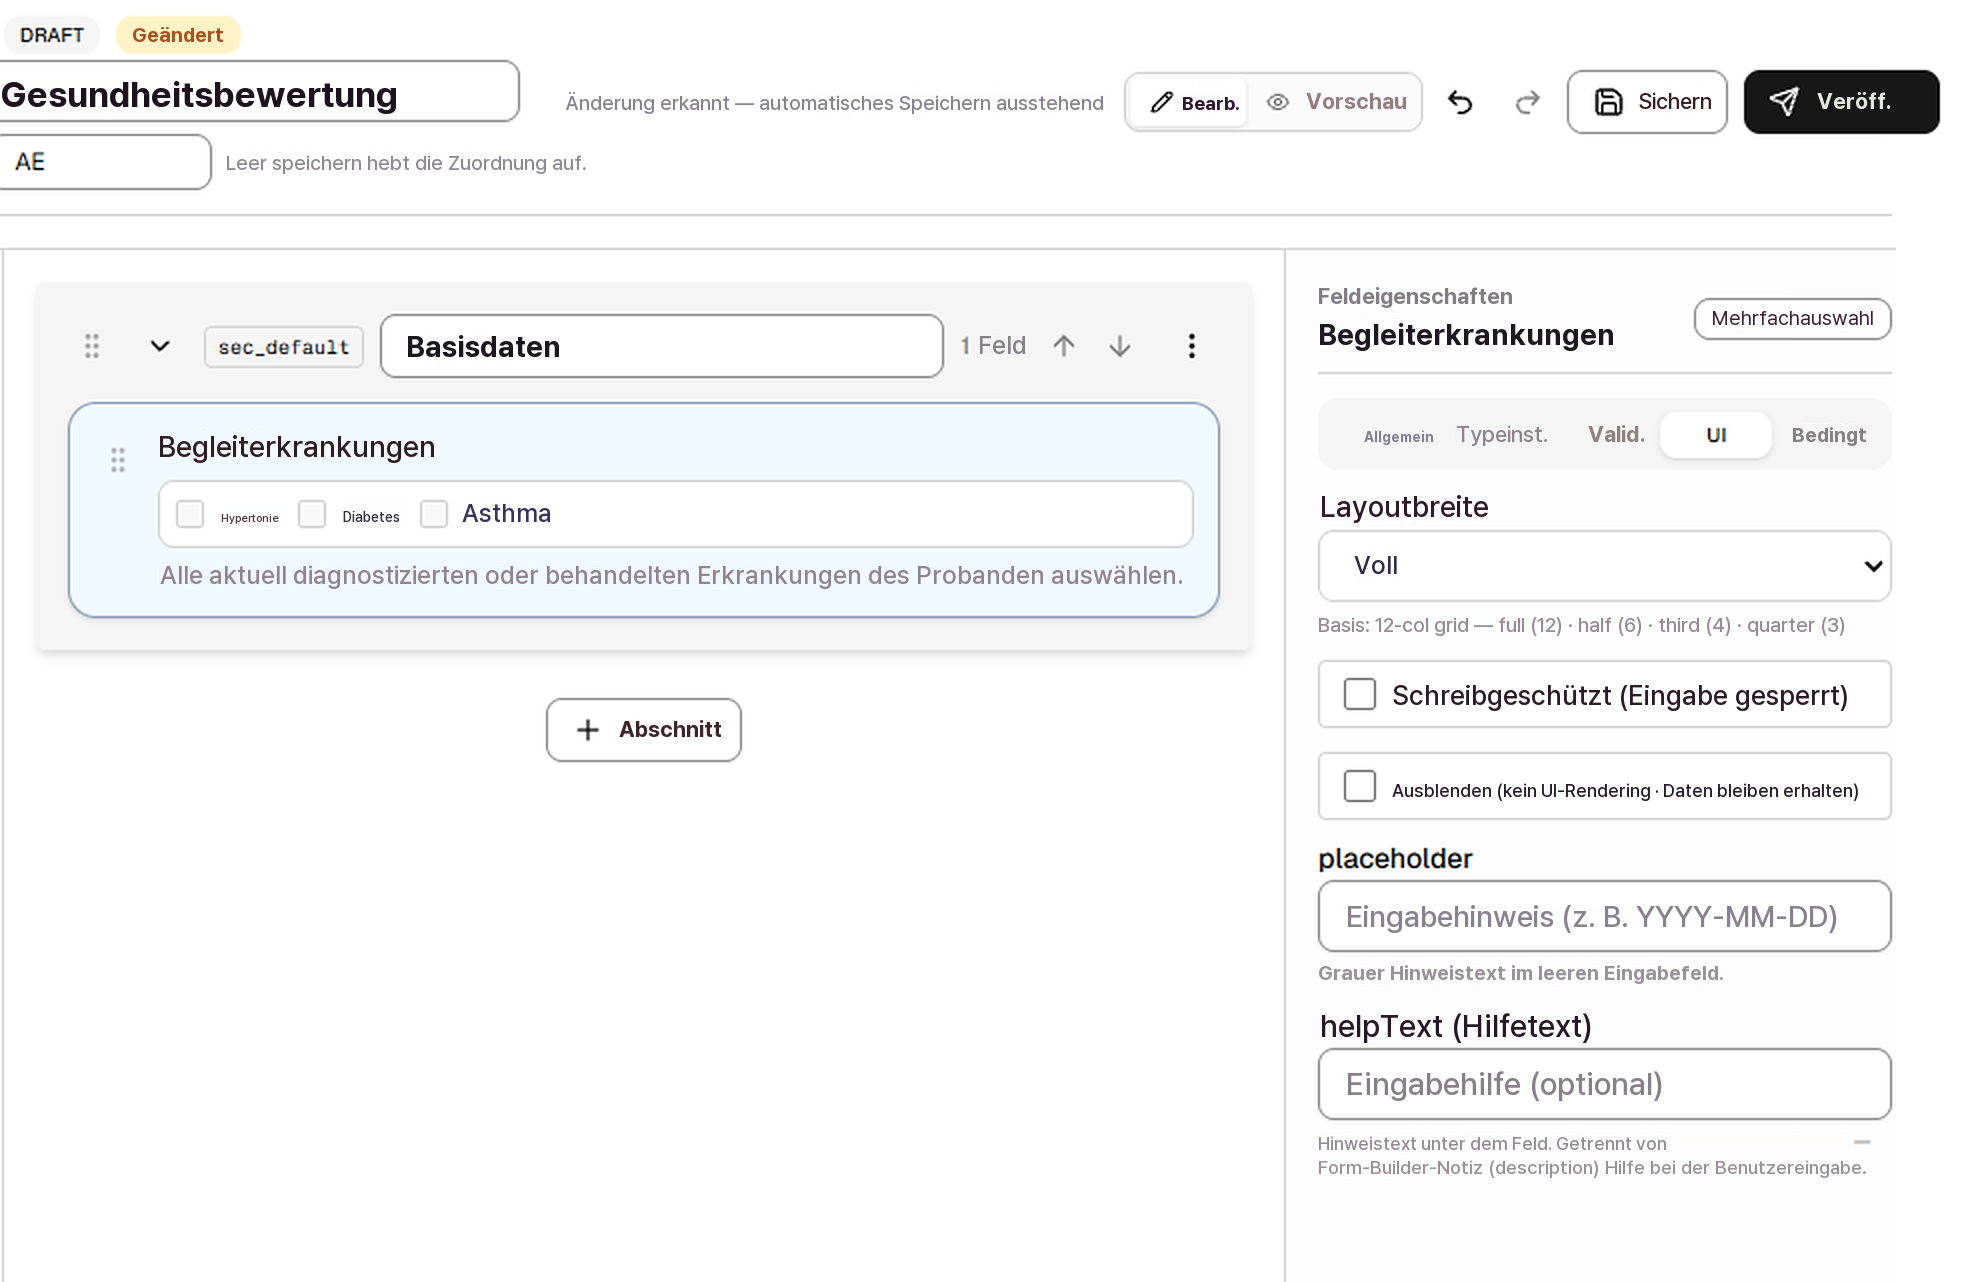 DRAFT Geändert
Gesundheitsbewertung
Änderung erkannt — automatisches Speichern ausstehend
Bearb.
Vorschau
Sichern
Veröff.
AE
Leer speichern hebt die Zuordnung auf.
sec_default
Basisdaten
1 Feld
Begleiterkrankungen
Hypertonie
Diabetes
Asthma
Alle aktuell diagnostizierten oder behandelten Erkrankungen des Probanden auswählen.
Abschnitt
Feldeigenschaften
Begleiterkrankungen
Mehrfachauswahl
Allgemein
Typeinst.
Valid.
UI
Bedingt
Layoutbreite
Voll
Basis: 12-col grid — full (12) · half (6) · third (4) · quarter (3)
Schreibgeschützt (Eingabe gesperrt)
Ausblenden (kein UI-Rendering · Daten bleiben erhalten)
placeholder
Eingabehinweis (z. B. YYYY-MM-DD)
Grauer Hinweistext im leeren Eingabefeld.
helpText (Hilfetext)
Eingabehilfe (optional)
Hinweistext unter dem Feld. Getrennt von —
Form-Builder-Notiz (description) Hilfe bei der Benutzereingabe.